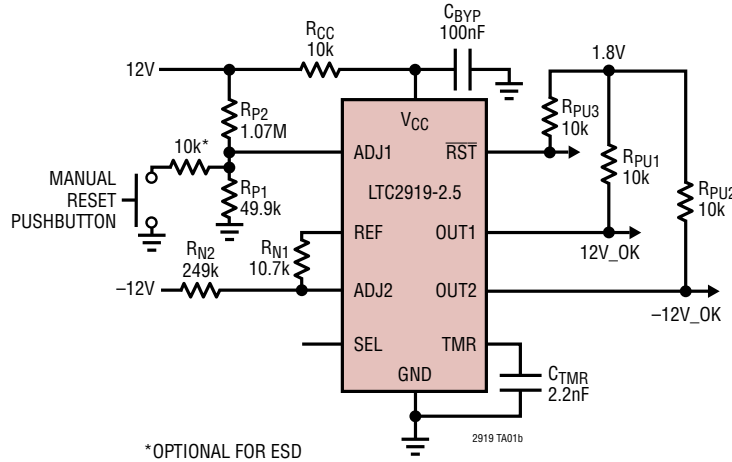 CBYP
100nF
RCC
10k
12V
1.8V
RP2
1.07M
VCC
RPU3
10k
10k*
ADJ1
RST
RPU1
10k
MANUAL
RESET
PUSHBUTTON
RP1
49.9k
LTC2919-2.5
RPU2
10k
REF
OUT1
12V_OK
RN2
249k
RN1
10.7k
–12V
ADJ2
OUT2
–12V_OK
SEL
TMR
GND
CTMR
2.2nF
2919 TA01b
*OPTIONAL FOR ESD